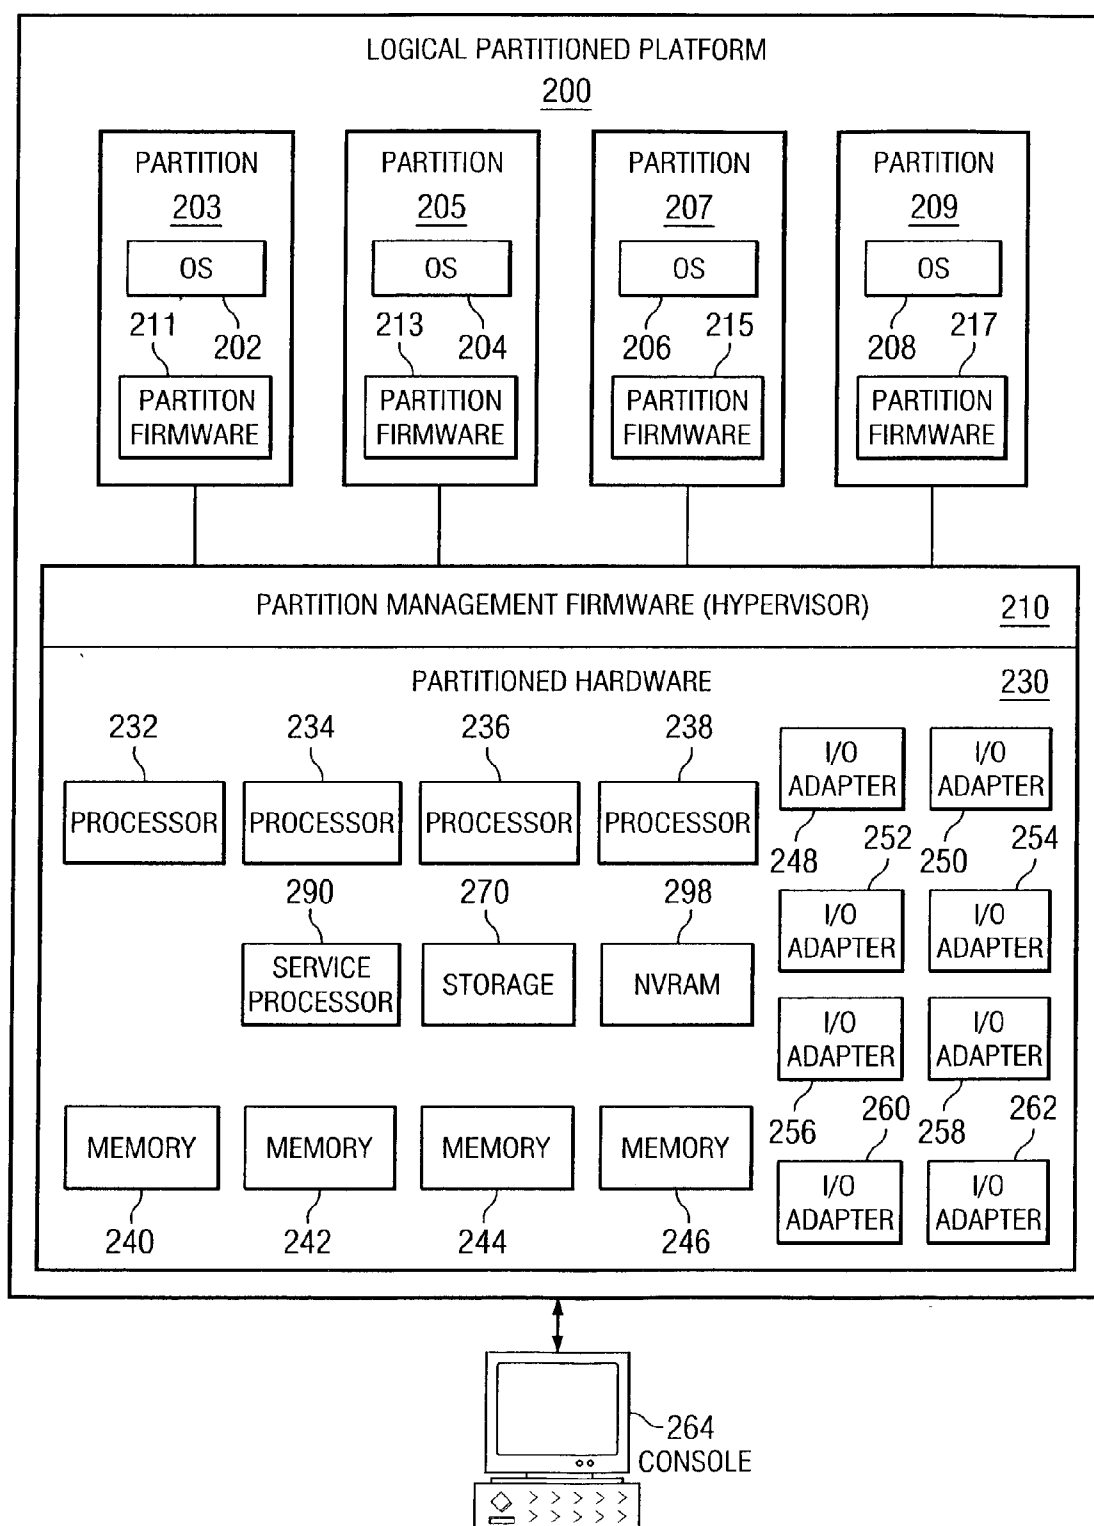 LOGICAL PARTITIONED PLATFORM
200
PARTITION
203
OS
211
202
PARTITON
FIRMWARE
PARTITION
205
OS
213
204
PARTITION
FIRMWARE
PARTITION
207
OS
206
215
PARTITION
FIRMWARE
PARTITION
209
OS
208
217
PARTITION
FIRMWARE
PARTITION MANAGEMENT FIRMWARE (HYPERVISOR)
210
PARTITIONED HARDWARE
230
232
234
236
238
PROCESSOR
PROCESSOR
PROCESSOR
PROCESSOR
290
270
298
SERVICE
PROCESSOR
STORAGE
NVRAM
MEMORY
MEMORY
MEMORY
MEMORY
240
242
244
246
I/O
ADAPTER
I/O
ADAPTER
248
252
250
254
I/O
ADAPTER
I/O
ADAPTER
I/O
ADAPTER
I/O
ADAPTER
256
260
258
262
I/O
ADAPTER
I/O
ADAPTER
264
CONSOLE